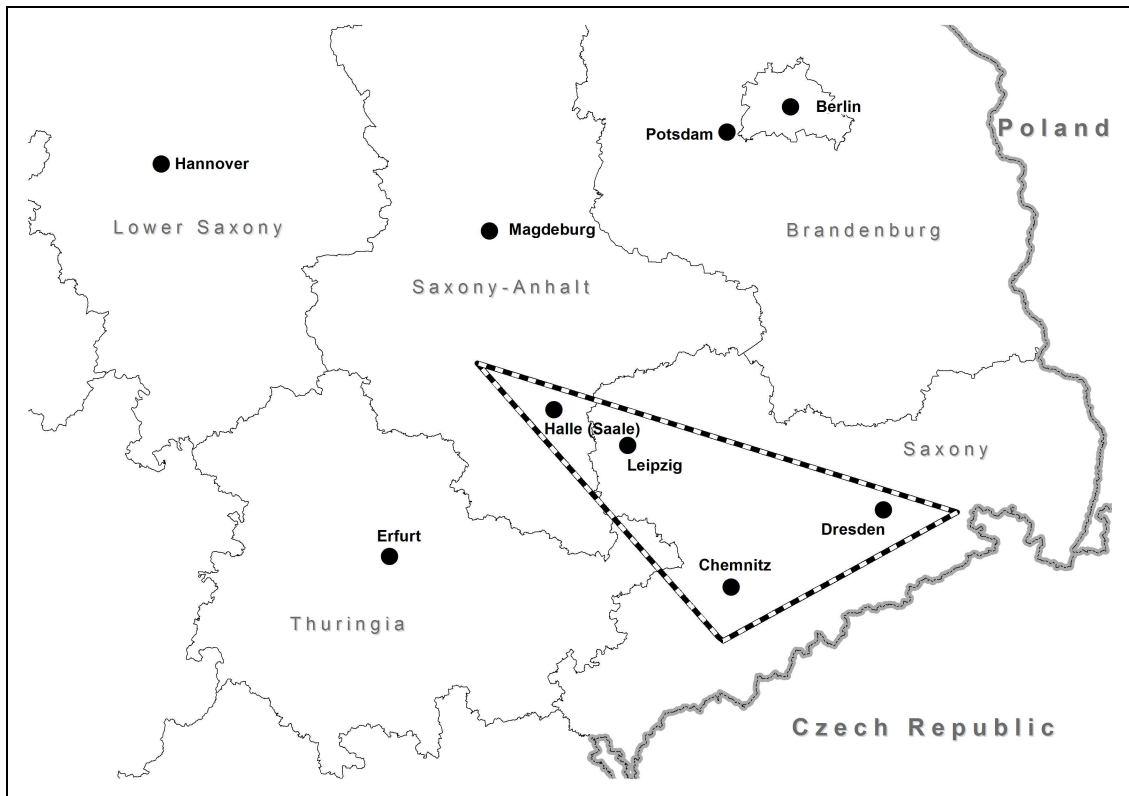 Berlin
Poland
Potsdam
Hannover
Lower Saxony
Magdeburg
Brandenburg
Saxony-Anhalt
Halle (Saale)
Saxony
Leipzig
Dresden
Erfurt
Chemnitz
Thuringia
Czech Republic